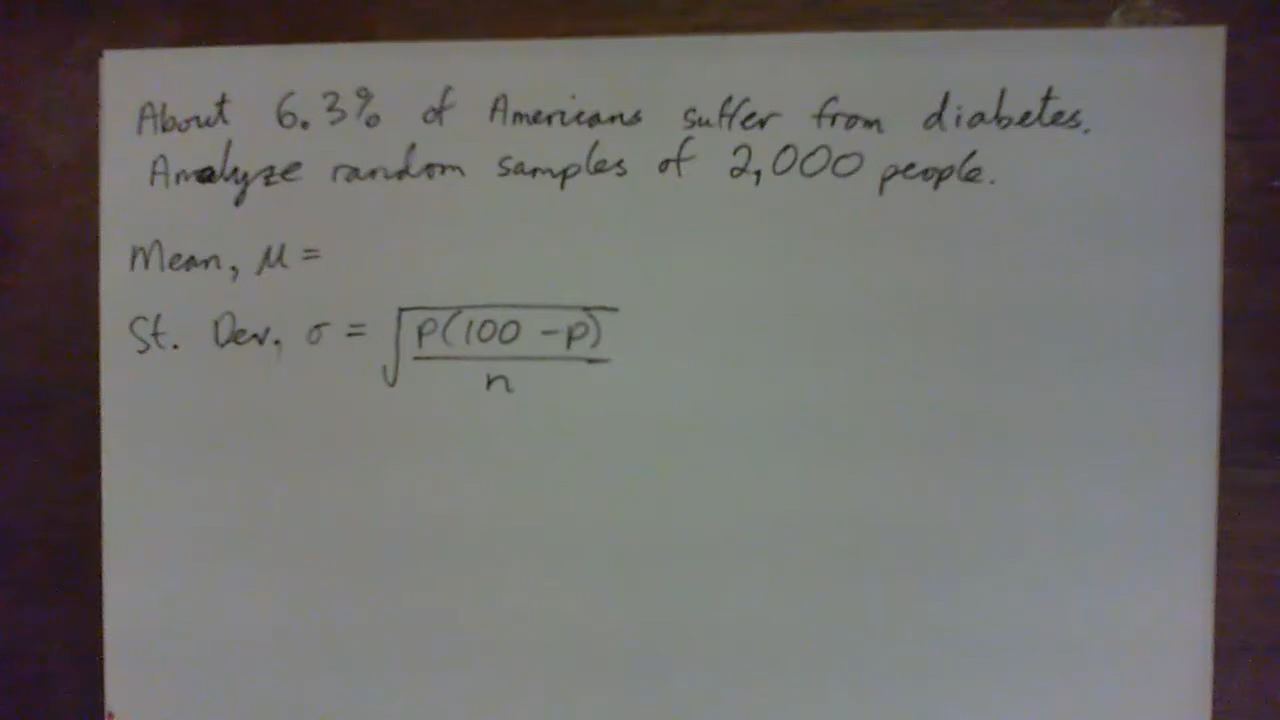 About 6.3% of Americans suffer from diabetes.
Analyze random samples of 2,000 people.
Mean, μ =
St. Dev, σ = √(p(100 - p)/n)